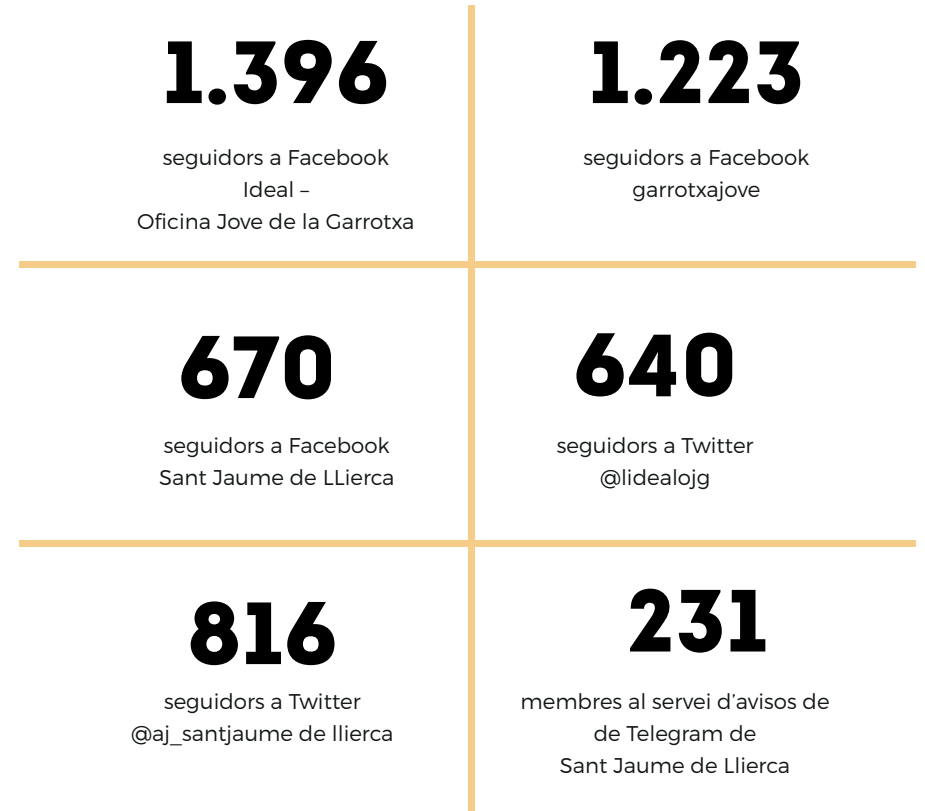 1.396
seguidors a Facebook
Ideal –
Oficina Jove de la Garrotxa
1.223
seguidors a Facebook
garrotxajove
670
seguidors a Facebook
Sant Jaume de LLierca
640
seguidors a Twitter
@lidealojg
816
seguidors a Twitter
@aj_santjaume de llierca
231
membres al servei d’avisos de
de Telegram de
Sant Jaume de Llierca